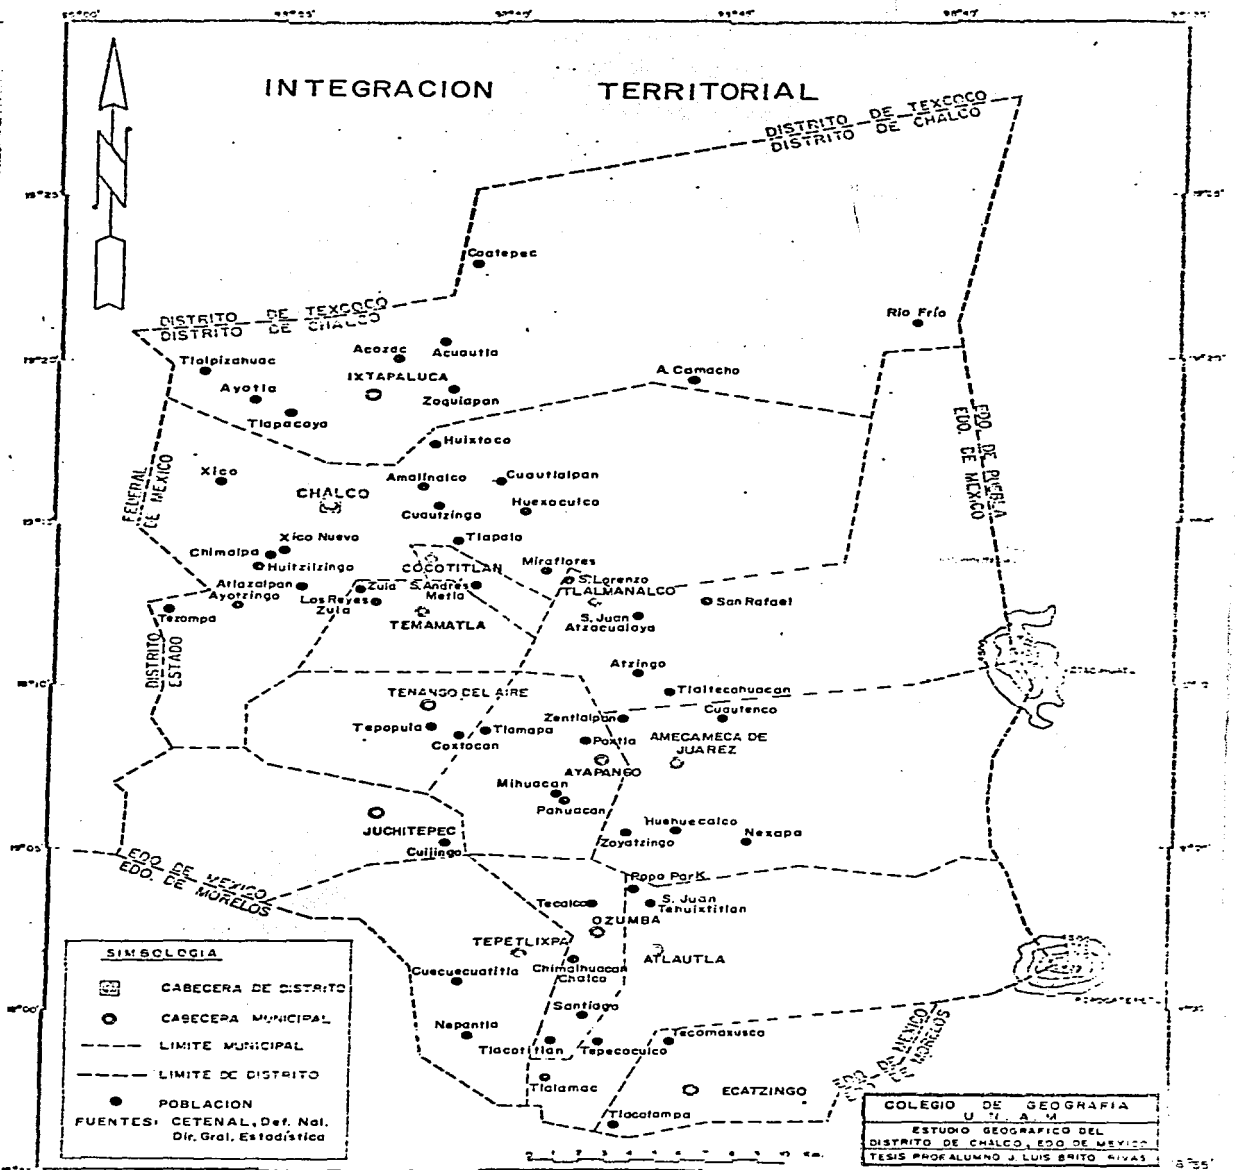 INTEGRACION TERRITORIAL
DISTRITO DE TEXCOCO
DISTRITO DE CHALCO
Coatepec
DISTRITO DE TEXCOCO
DISTRITO DE CHALCO
Rio Frío
Acozac
Acuautla
Tlalpizahuac
IXTAPALUCA
A. Camacho
Ayotla
Zoquiapan
Tlapacoya
EDO. DE PUEBLA
EDO. DE MEXICO
Huixtoco
FEDERAL
DE MEXICO
Xico
Amalinalco
Cuautlalpan
CHALCO
Cuautzingo
Huexoculco
Xico Nuevo
Tlapala
Chimalpa
Huitzilzingo
COCOTITLAN
Miraflores
S. Lorenzo
Atlazalpan
Zula
S. Andres
Metla
TLALMANALCO
San Rafael
Ayotzingo
Los Reyes
Zula
Tezompa
TEMAMATLA
S. Juan
Atzacualoya
DISTRITO
ESTADO
Atzingo
Tlaltecahuacan
TENANGO DEL AIRE
Zentlalpan
Cuautenco
Tepopula
Tlamapa
Coxtocan
Poxtla
AMECAMECA DE
JUAREZ
AYAPANGO
Mihuacan
Pahuacan
JUCHITEPEC
Huehuecalco
Cuijingo
Zoyatzingo
Nexapa
19°05'
EDO. DE MEXICO
EDO. DE MORELOS
Popo Park
Tecalco
S. Juan
Tehuixtitlan
OZUMBA
TEPETLIXPA
ATLAUTLA
Chimalhuacan
Chalco
Cuecuecuatitla
Santiago
Nepantla
Tecomaxusco
Tlacotitlan
Tepecoculco
EDO. DE MEXICO
EDO. DE MORELOS
Tlalamac
ECATZINGO
Tlacotampa
SIMBOLOGIA
CABECERA DE DISTRITO
CABECERA MUNICIPAL
LIMITE MUNICIPAL
LIMITE DE DISTRITO
POBLACION
FUENTES: CETENAL, Def. Nal.
Dir. Gral. Estadística
COLEGIO DE GEOGRAFIA
U. N. A. M
ESTUDIO GEOGRAFICO DEL
DISTRITO DE CHALCO, EDO DE MEXICO
TESIS PROF. ALUMNO J. LUIS BRITO RIVAS